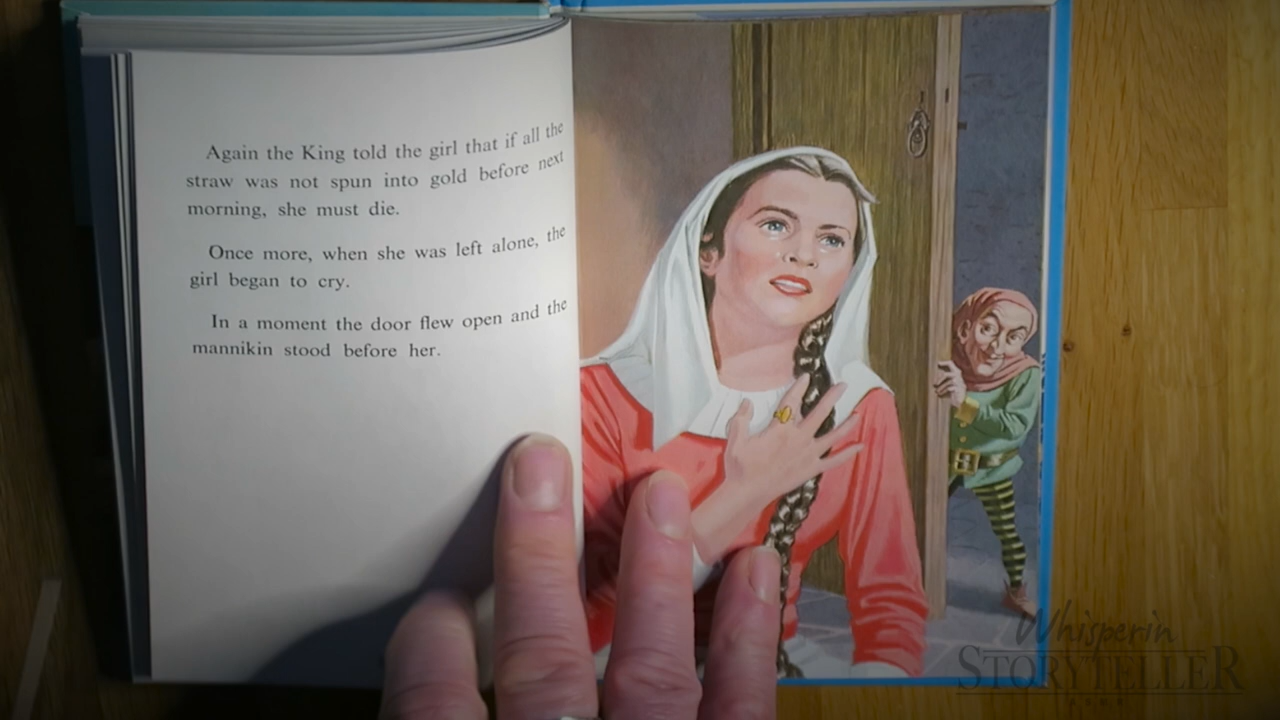 Again the King told the girl that if all the
straw was not spun into gold before next
morning, she must die.
Once more, when she was left alone, the
girl began to cry.
In a moment the door flew open and the
mannikin stood before her.
Whisperin
STORYTELLER